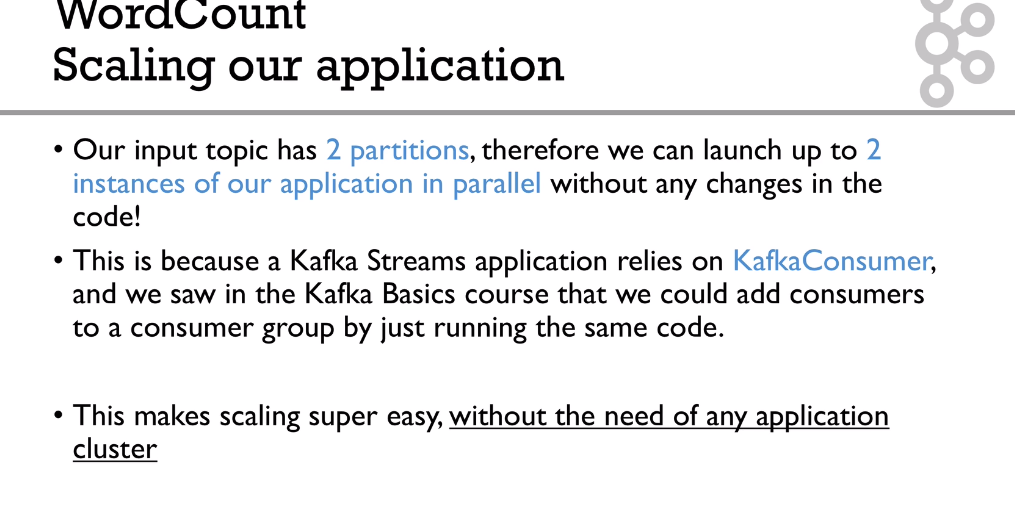 WordCount
Scaling our application
• Our input topic has 2 partitions, therefore we can launch up to 2
instances of our application in parallel without any changes in the
code!
• This is because a Kafka Streams application relies on KafkaConsumer,
and we saw in the Kafka Basics course that we could add consumers
to a consumer group by just running the same code.
• This makes scaling super easy, without the need of any application
cluster